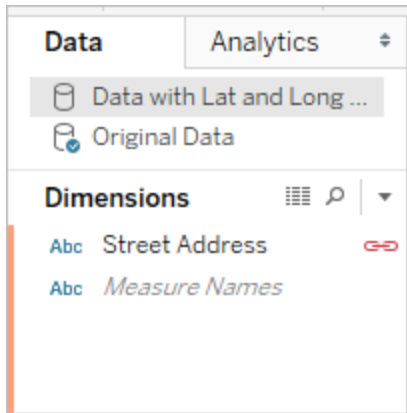 Data Analytics
Data with Lat and Long ...
Original Data
Dimensions
Abc Street Address
Abc Measure Names